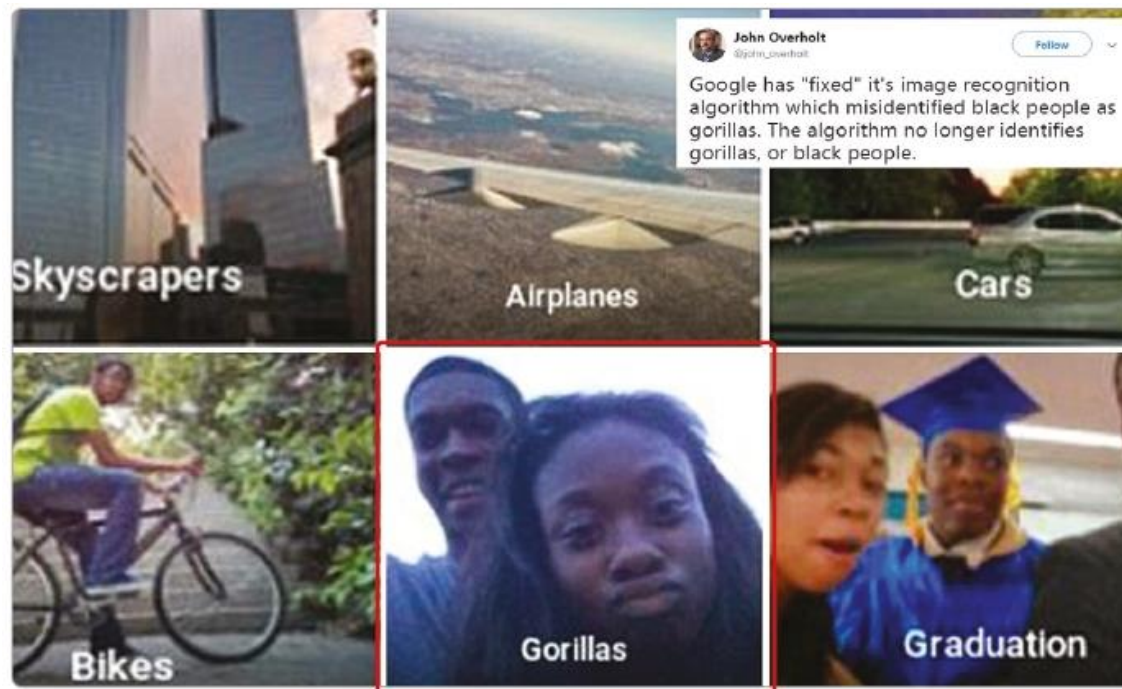 John Overholt
@john_overholt
Follow
Google has "fixed" it's image recognition
algorithm which misidentified black people as
gorillas. The algorithm no longer identifies
gorillas, or black people.
Skyscrapers
Airplanes
Cars
Bikes
Gorillas
Graduation